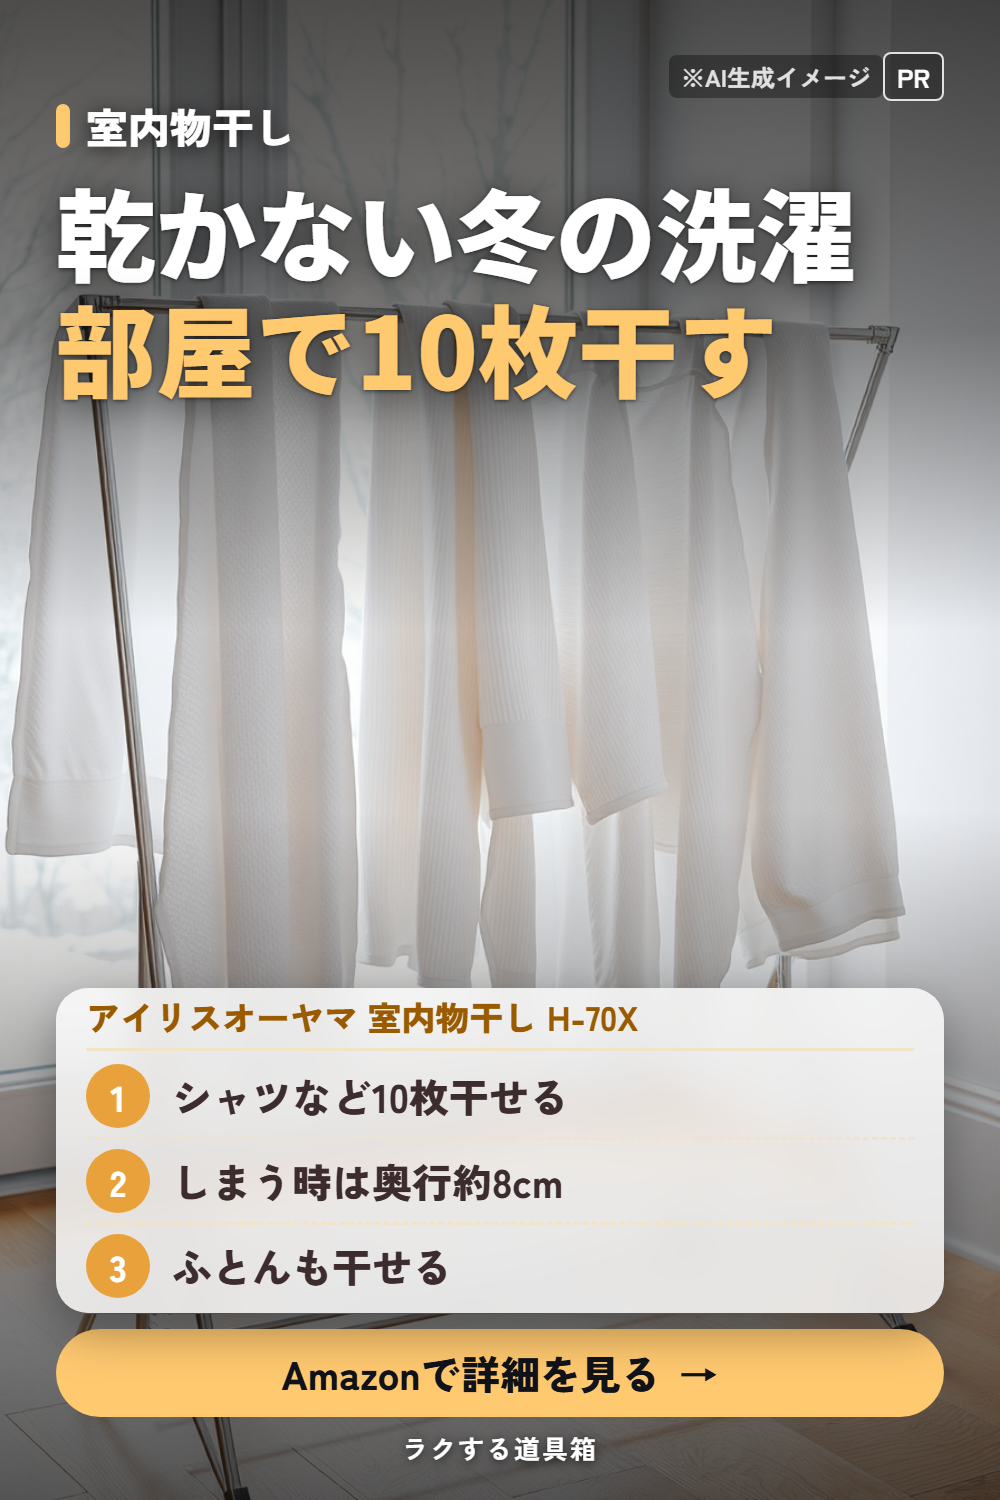 ※AI生成イメージ PR
室内物干し
乾かない冬の洗濯
部屋で10枚干す
アイリスオーヤマ 室内物干し H-70X
1 シャツなど10枚干せる
2 しまう時は奥行約8cm
3 ふとんも干せる
Amazonで詳細を見る →
ラクする道具箱